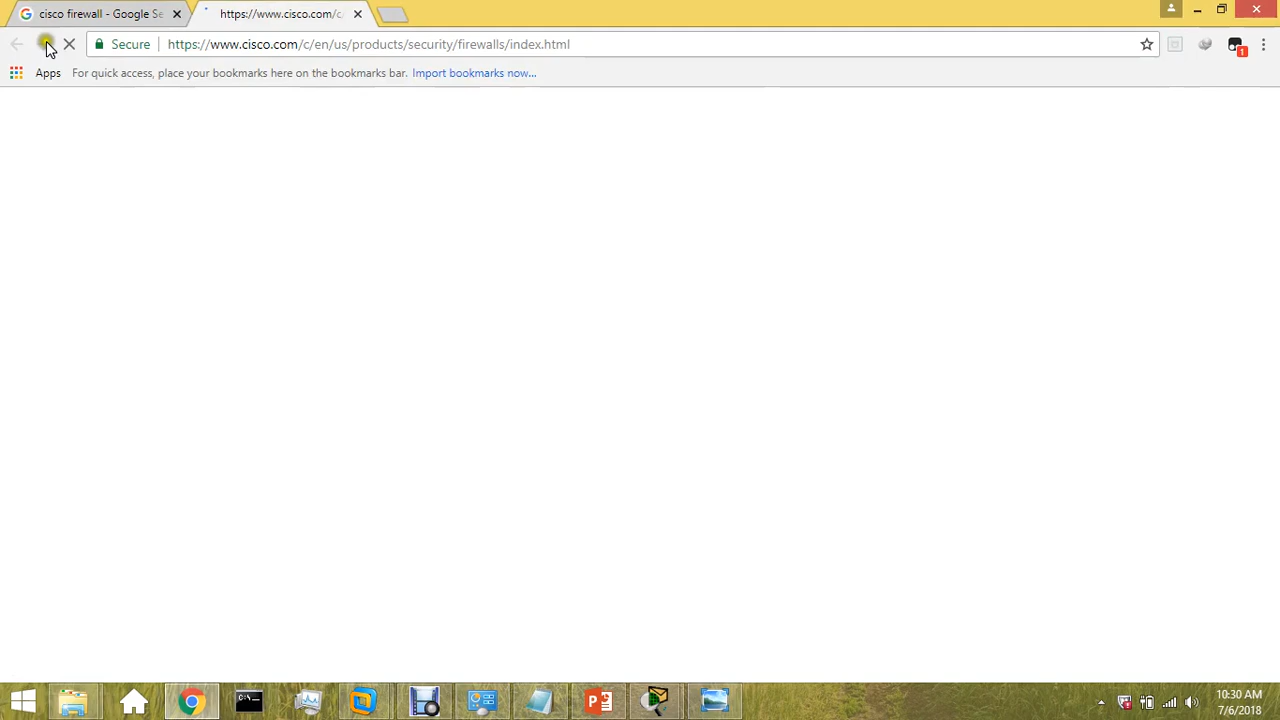 cisco firewall - Google Se
https://www.cisco.com/c/
Secure
https://www.cisco.com/c/en/us/products/security/firewalls/index.html
Apps
For quick access, place your bookmarks here on the bookmarks bar. Import bookmarks now...
10:30 AM
7/6/2018